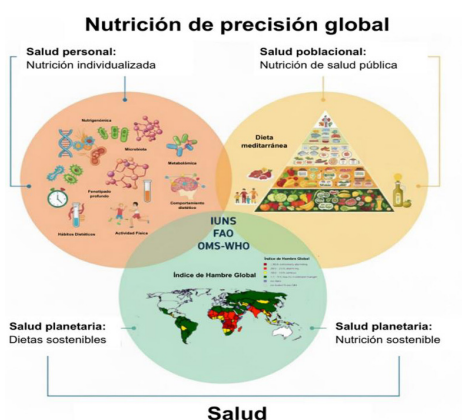 Nutrición de precisión global
Salud personal:
Nutrición individualizada
Salud poblacional:
Nutrición de salud pública
Nutrigenómica
Microbiota
Metabolómica
Fenotipado
profundo
Comportamiento
dietético
Hábitos Dietéticos
Actividad Física
Dieta
meditarránea
IUNS
FAO
OMS-WHO
Índice de Hambre Global
Índice de Hambre Global
Salud planetaria:
Dietas sostenibles
Salud planetaria:
Nutrición sostenible
Salud